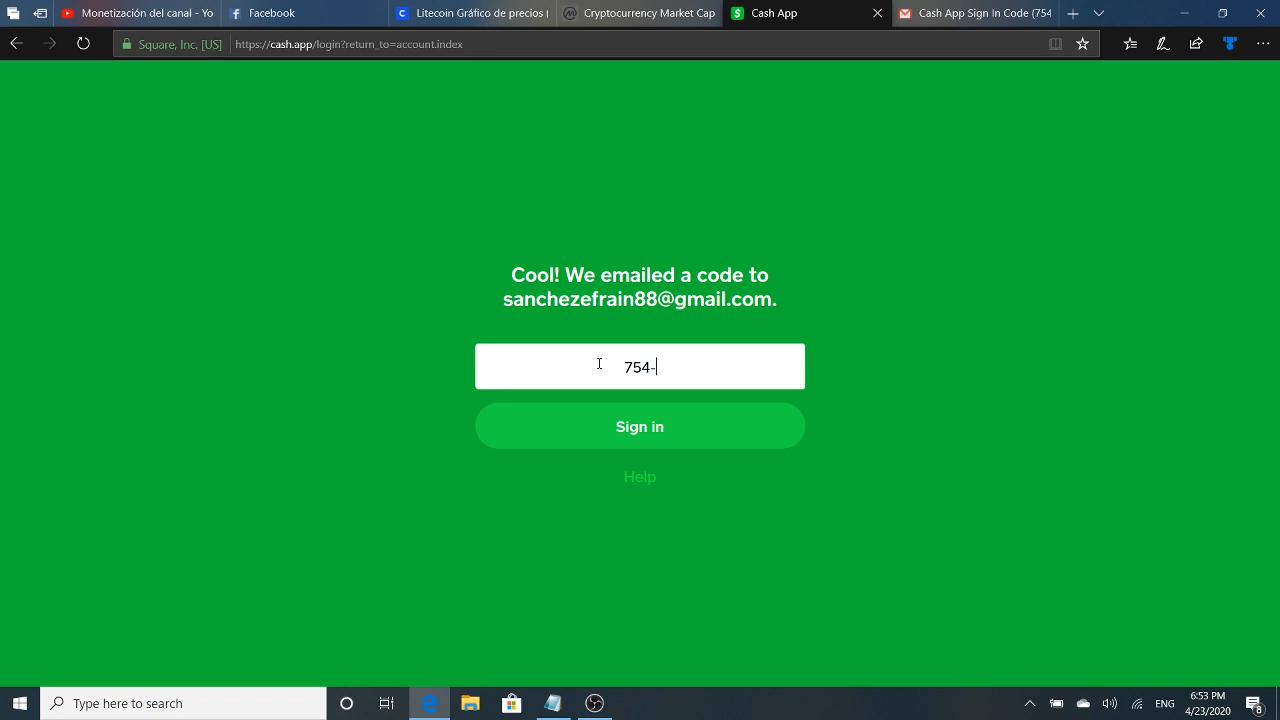 Monetización del canal - Yo
Facebook
Litecoin Gráfico de precios
Cryptocurrency Market Cap
Cash App
Cash App Sign In Code (754
Square, Inc. [US]
https://cash.app/login?return_to=account.index
Cool! We emailed a code to
sanchezefrain88@gmail.com.
754-
Sign in
Help
Type here to search
ENG
6:53 PM
4/23/2020